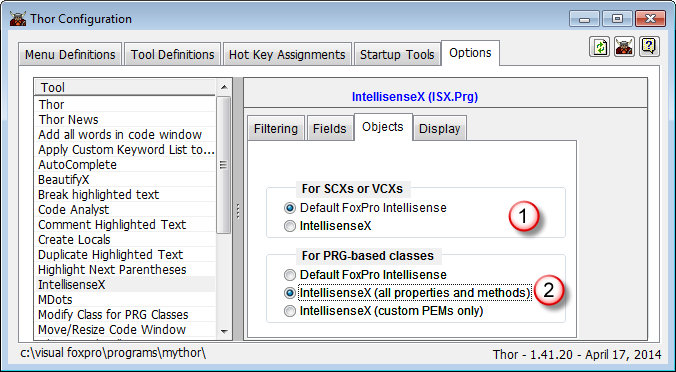 Thor Configuration
Menu Definitions Tool Definitions Hot Key Assignments Startup Tools Options
Tool
Thor
Thor News
Add all words in code window
Apply Custom Keyword List to...
AutoComplete
BeautifyX
Break highlighted text
Code Analyst
Comment Highlighted Text
Create Locals
Duplicate Highlighted Text
Highlight Next Parentheses
IntellisenseX
MDots
Modify Class for PRG Classes
Move/Resize Code Window
IntellisenseX (ISX.Prg)
Filtering Fields Objects Display
For SCXs or VCXs
Default FoxPro Intellisense
IntellisenseX
1
For PRG-based classes
Default FoxPro Intellisense
IntellisenseX (all properties and methods)
2
IntellisenseX (custom PEMs only)
c:\visual foxpro\programs\mythor\
Thor - 1.41.20 - April 17, 2014